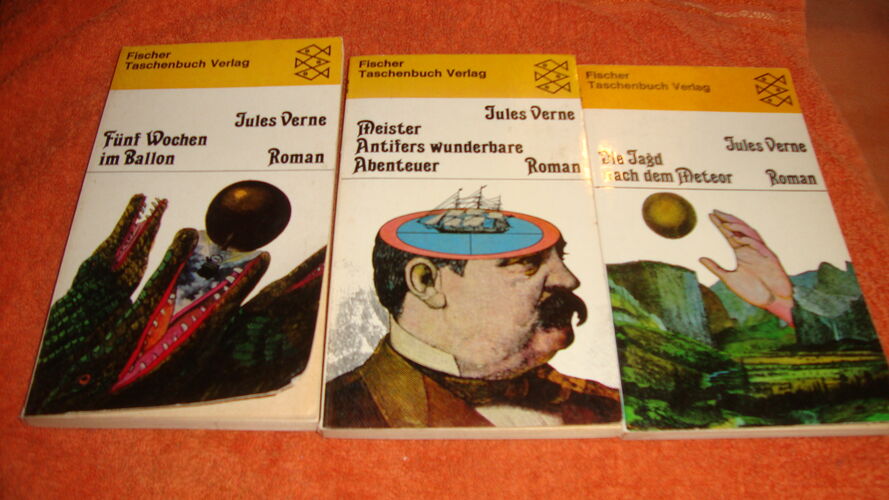 Fischer
Taschenbuch Verlag
Jules Verne
Fünf Wochen
im Ballon
Roman
Fischer
Taschenbuch Verlag
Jules Verne
Meister
Antifers wunderbare
Abenteuer
Roman
Fischer
Taschenbuch Verlag
Jules Verne
Die Jagd
nach dem Meteor
Roman